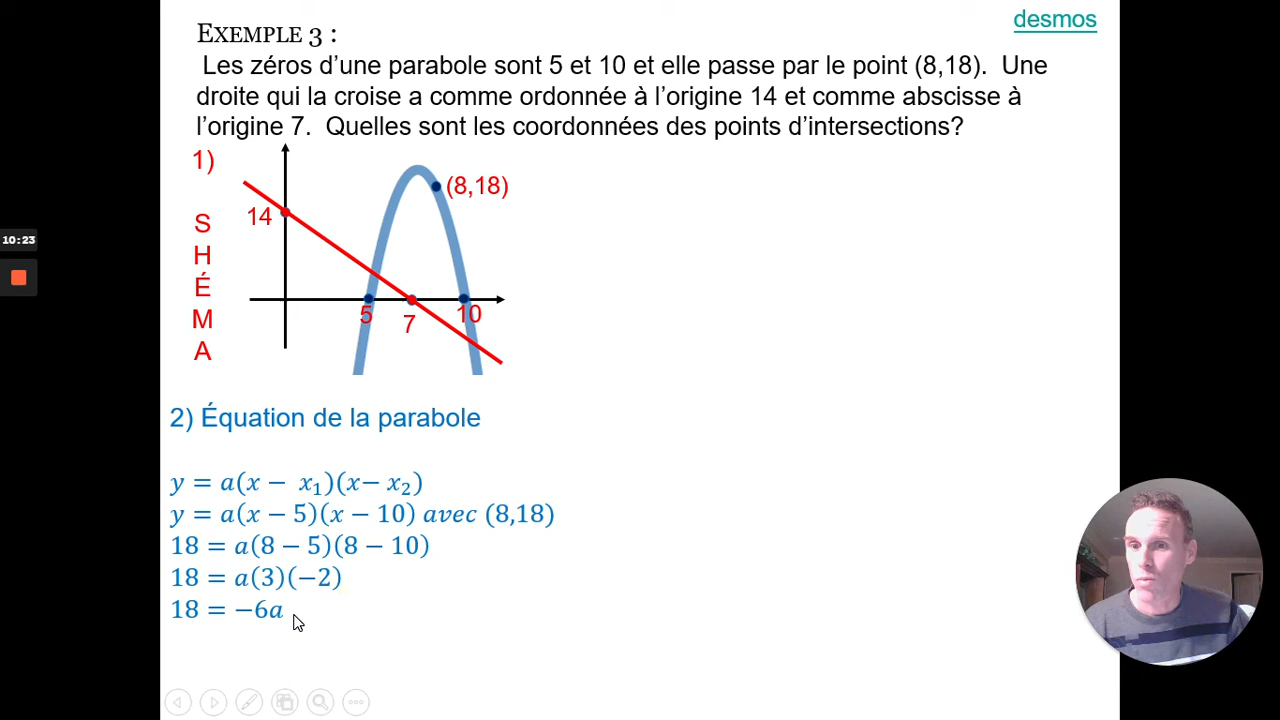 desmos
EXEMPLE 3 :
Les zéros d'une parabole sont 5 et 10 et elle passe par le point (8,18). Une
droite qui la croise a comme ordonnée à l'origine 14 et comme abscisse à
l'origine 7. Quelles sont les coordonnées des points d'intersections?
1)
S
H
É
M
A
(8,18)
14
5
7
10
10:23
2) Équation de la parabole
y = a(x − x₁)(x− x₂)
y = a(x − 5)(x − 10) avec (8,18)
18 = a(8 − 5)(8 − 10)
18 = a(3)(−2)
18 = −6a